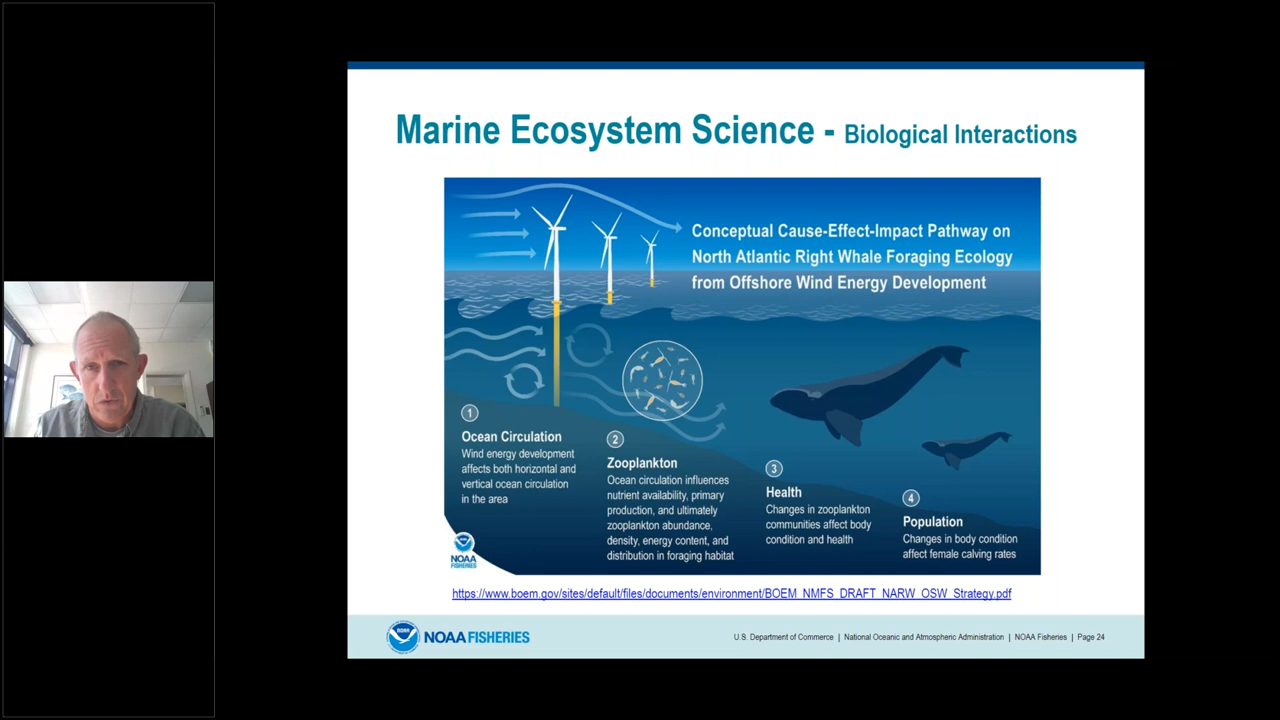 Marine Ecosystem Science - Biological Interactions
Conceptual Cause-Effect-Impact Pathway on
North Atlantic Right Whale Foraging Ecology
from Offshore Wind Energy Development
1
Ocean Circulation
Wind energy development
affects both horizontal and
vertical ocean circulation
in the area
2
Zooplankton
Ocean circulation influences
nutrient availability, primary
production, and ultimately
zooplankton abundance,
density, energy content, and
distribution in foraging habitat
3
Health
Changes in zooplankton
communities affect body
condition and health
4
Population
Changes in body condition
affect female calving rates
NOAA
FISHERIES
https://www.boem.gov/sites/default/files/documents/environment/BOEM_NMFS_DRAFT_NARW_OSW_Strategy.pdf
NOAA
NOAA FISHERIES
U.S. Department of Commerce | National Oceanic and Atmospheric Administration | NOAA Fisheries | Page 24